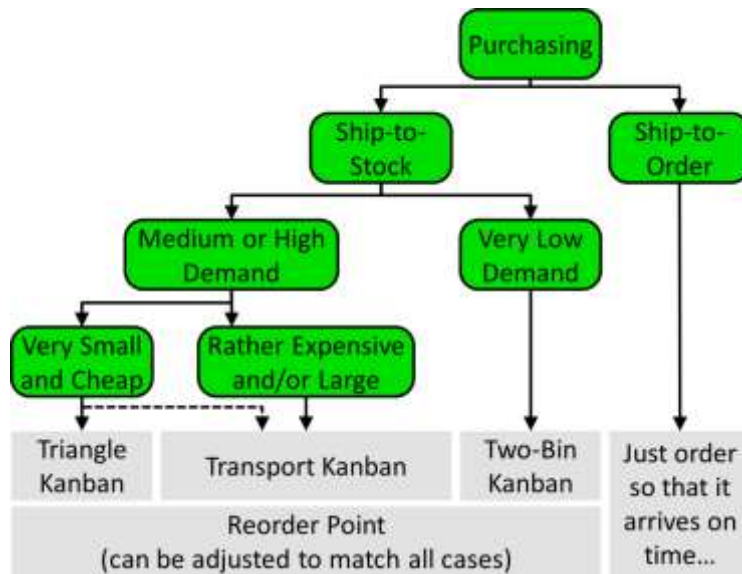 Purchasing
Ship-to-
Stock
Ship-to-
Order
Medium or High
Demand
Very Low
Demand
Very Small
and Cheap
Rather Expensive
and/or Large
Triangle
Kanban
Transport Kanban
Two-Bin
Kanban
Just order
so that it
arrives on
time…
Reorder Point
(can be adjusted to match all cases)